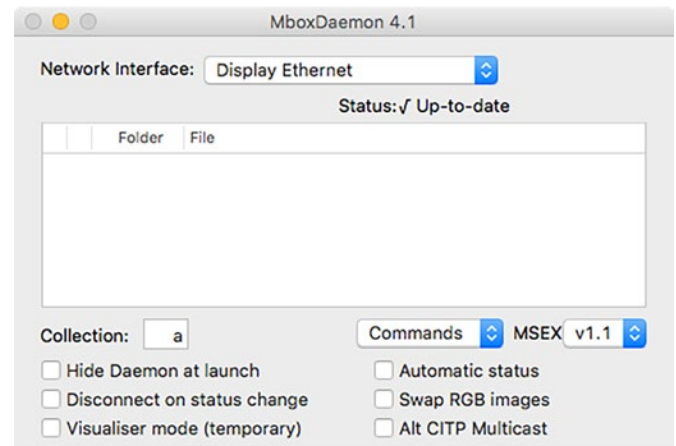 MboxDaemon 4.1
Network Interface: Display Ethernet
Status:√ Up-to-date
Folder File
Collection: a Commands MSEX v1.1
Hide Daemon at launch Automatic status
Disconnect on status change Swap RGB images
Visualiser mode (temporary) Alt CITP Multicast